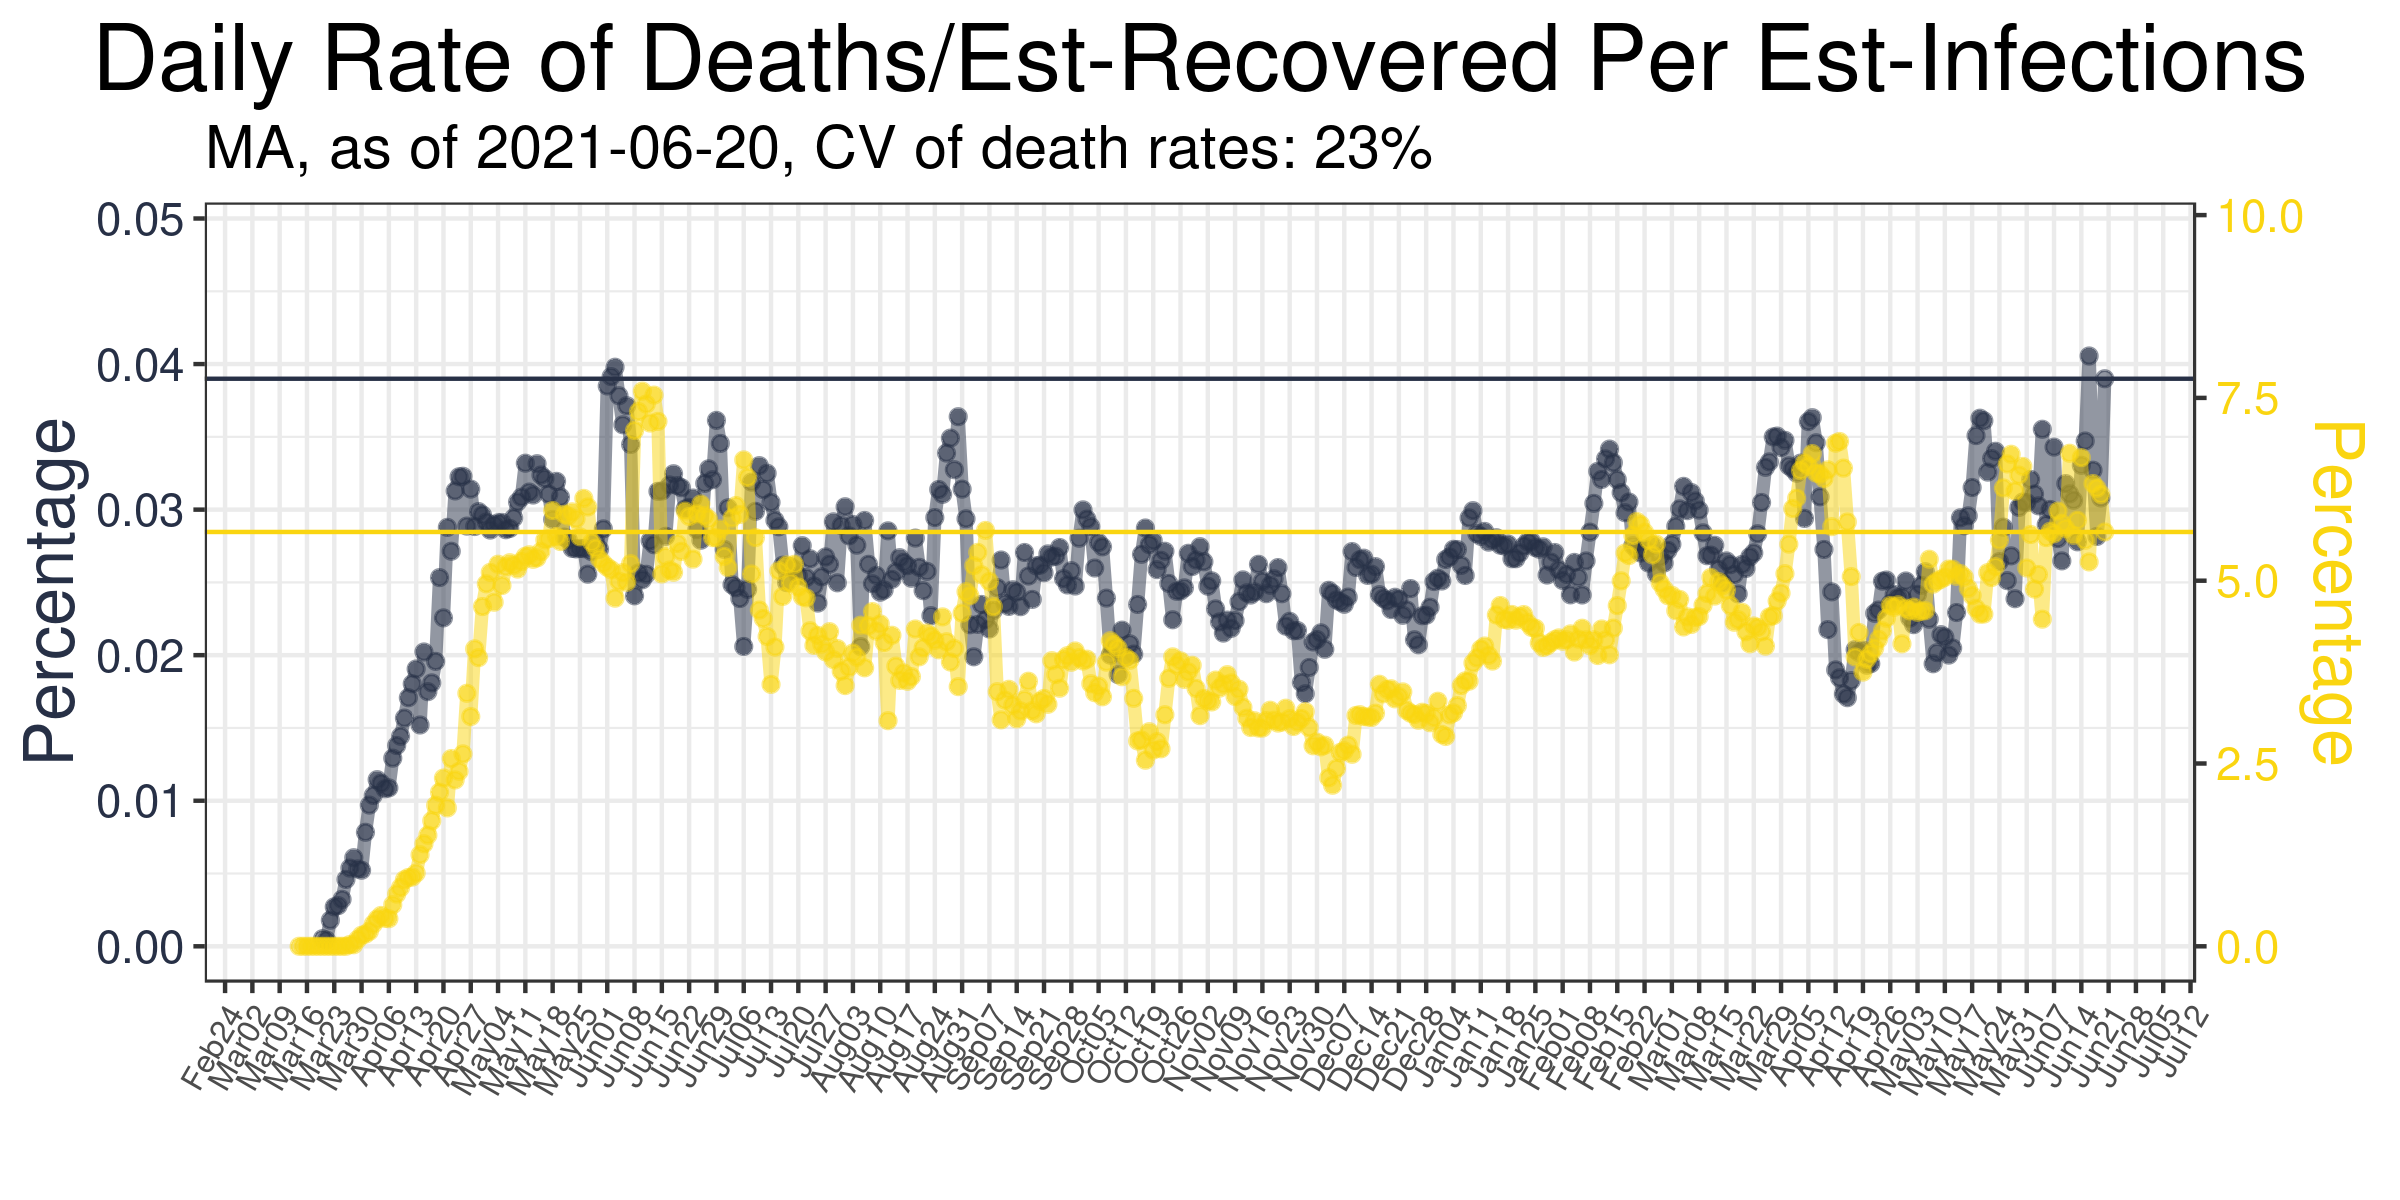 Daily Rate of Deaths/Est-Recovered Per Est-Infections
MA, as of 2021-06-20, CV of death rates: 23%
Percentage
0.05
0.04
0.03
0.02
0.01
0.00
10.0
7.5
5.0
2.5
0.0
Percentage
Feb24
Mar02
Mar09
Mar16
Mar23
Mar30
Apr06
Apr13
Apr20
Apr27
May04
May11
May18
May25
Jun01
Jun08
Jun15
Jun22
Jun29
Jul06
Jul13
Jul20
Jul27
Aug03
Aug10
Aug17
Aug24
Aug31
Sep07
Sep14
Sep21
Sep28
Oct05
Oct12
Oct19
Oct26
Nov02
Nov09
Nov16
Nov23
Nov30
Dec07
Dec14
Dec21
Dec28
Jan04
Jan11
Jan18
Jan25
Feb01
Feb08
Feb15
Feb22
Mar01
Mar08
Mar15
Mar22
Mar29
Apr05
Apr12
Apr19
Apr26
May03
May10
May17
May24
May31
Jun07
Jun14
Jun21
Jun28
Jul05
Jul12